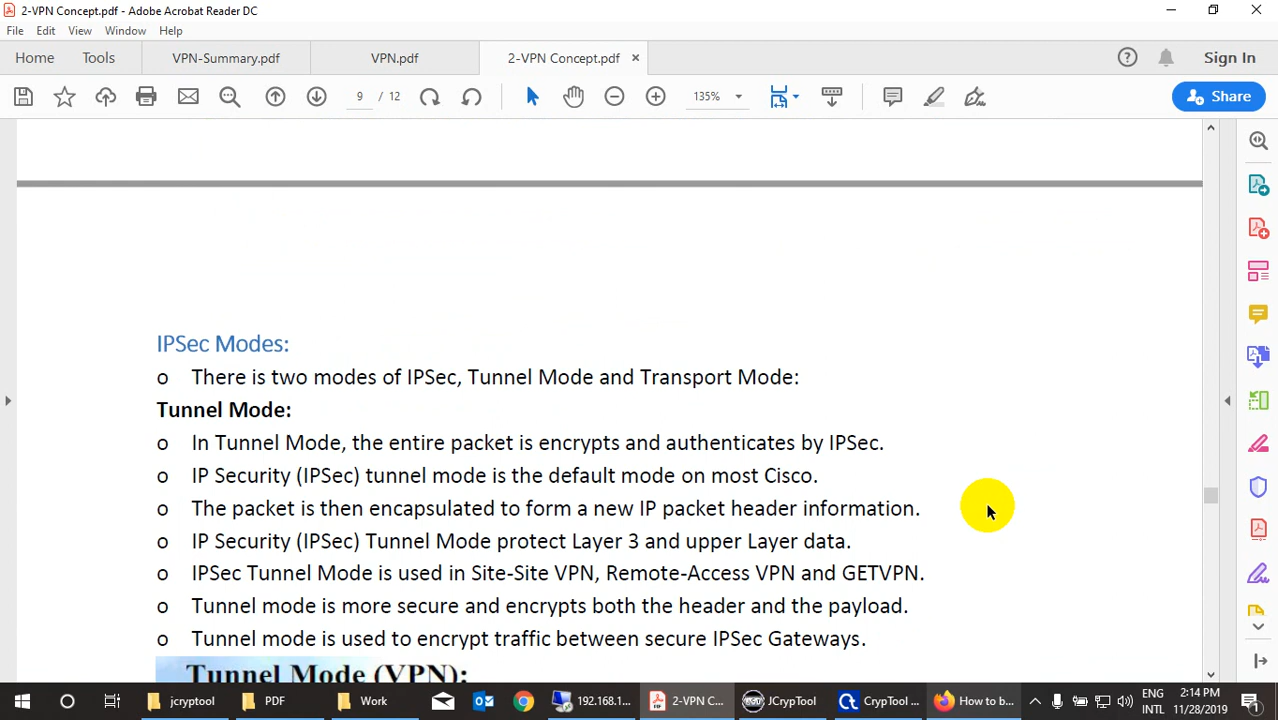 2-VPN Concept.pdf - Adobe Acrobat Reader DC
File Edit View Window Help
Home Tools VPN-Summary.pdf VPN.pdf 2-VPN Concept.pdf × Sign In
9 / 12 135% Share
IPSec Modes:
o There is two modes of IPSec, Tunnel Mode and Transport Mode:
Tunnel Mode:
o In Tunnel Mode, the entire packet is encrypts and authenticates by IPSec.
o IP Security (IPSec) tunnel mode is the default mode on most Cisco.
o The packet is then encapsulated to form a new IP packet header information.
o IP Security (IPSec) Tunnel Mode protect Layer 3 and upper Layer data.
o IPSec Tunnel Mode is used in Site-Site VPN, Remote-Access VPN and GETVPN.
o Tunnel mode is more secure and encrypts both the header and the payload.
o Tunnel mode is used to encrypt traffic between secure IPSec Gateways.
Tunnel Mode (VPN):
jcryptool PDF Work 192.168.1... 2-VPN C... JCrypTool CrypTool ... How to b... ENG 2:14 PM
INTL 11/28/2019